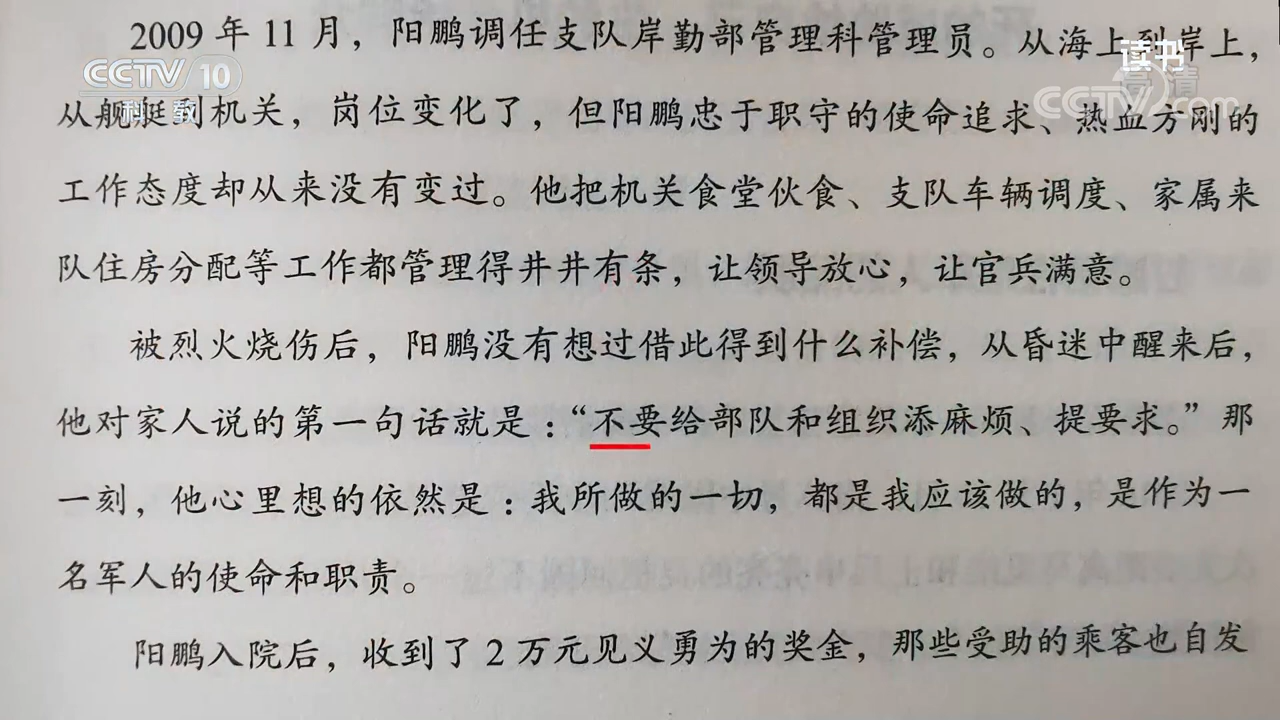 2009 年 11 月，阳鹏调任支队岸勤部管理科管理员。从海上到岸上，
从舰艇到机关，岗位变化了，但阳鹏忠于职守的使命追求、热血方刚的
工作态度却从来没有变过。他把机关食堂伙食、支队车辆调度、家属来
队住房分配等工作都管理得井井有条，让领导放心，让官兵满意。
被烈火烧伤后，阳鹏没有想过借此得到什么补偿，从昏迷中醒来后，
他对家人说的第一句话就是：“不要给部队和组织添麻烦、提要求。”那
一刻，他心里想的依然是：我所做的一切，都是我应该做的，是作为一
名军人的使命和职责。
阳鹏入院后，收到了 2 万元见义勇为的奖金，那些受助的乘客也自发
CCTV 10
科教
读书
高清
CCTV.com